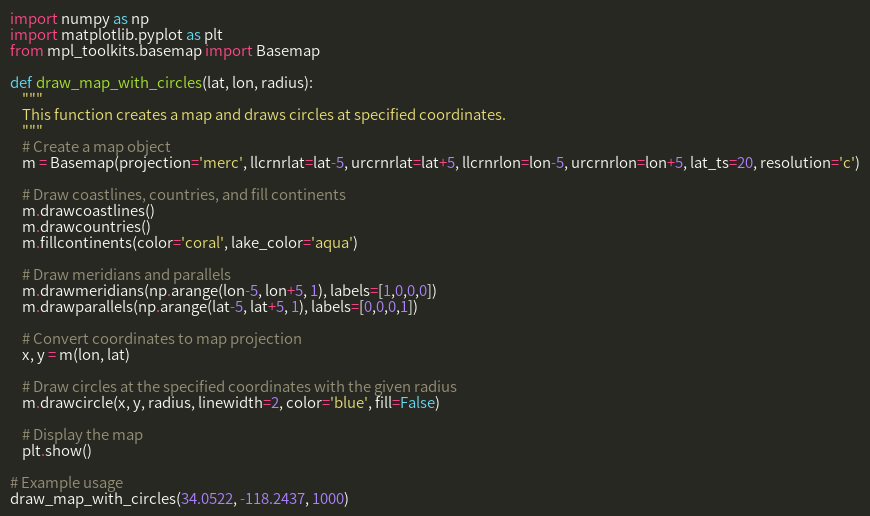 import numpy as np
import matplotlib.pyplot as plt
from mpl_toolkits.basemap import Basemap

def draw_map_with_circles(lat, lon, radius):
    """
    This function creates a map and draws circles at specified coordinates.
    """
    # Create a map object
    m = Basemap(projection='merc', llcrnrlat=lat-5, urcrnrlat=lat+5, llcrnrlon=lon-5, urcrnrlon=lon+5, lat_ts=20, resolution='c')

    # Draw coastlines, countries, and fill continents
    m.drawcoastlines()
    m.drawcountries()
    m.fillcontinents(color='coral', lake_color='aqua')

    # Draw meridians and parallels
    m.drawmeridians(np.arange(lon-5, lon+5, 1), labels=[1,0,0,0])
    m.drawparallels(np.arange(lat-5, lat+5, 1), labels=[0,0,0,1])

    # Convert coordinates to map projection
    x, y = m(lon, lat)

    # Draw circles at the specified coordinates with the given radius
    m.drawcircle(x, y, radius, linewidth=2, color='blue', fill=False)

    # Display the map
    plt.show()

# Example usage
draw_map_with_circles(34.0522, -118.2437, 1000)